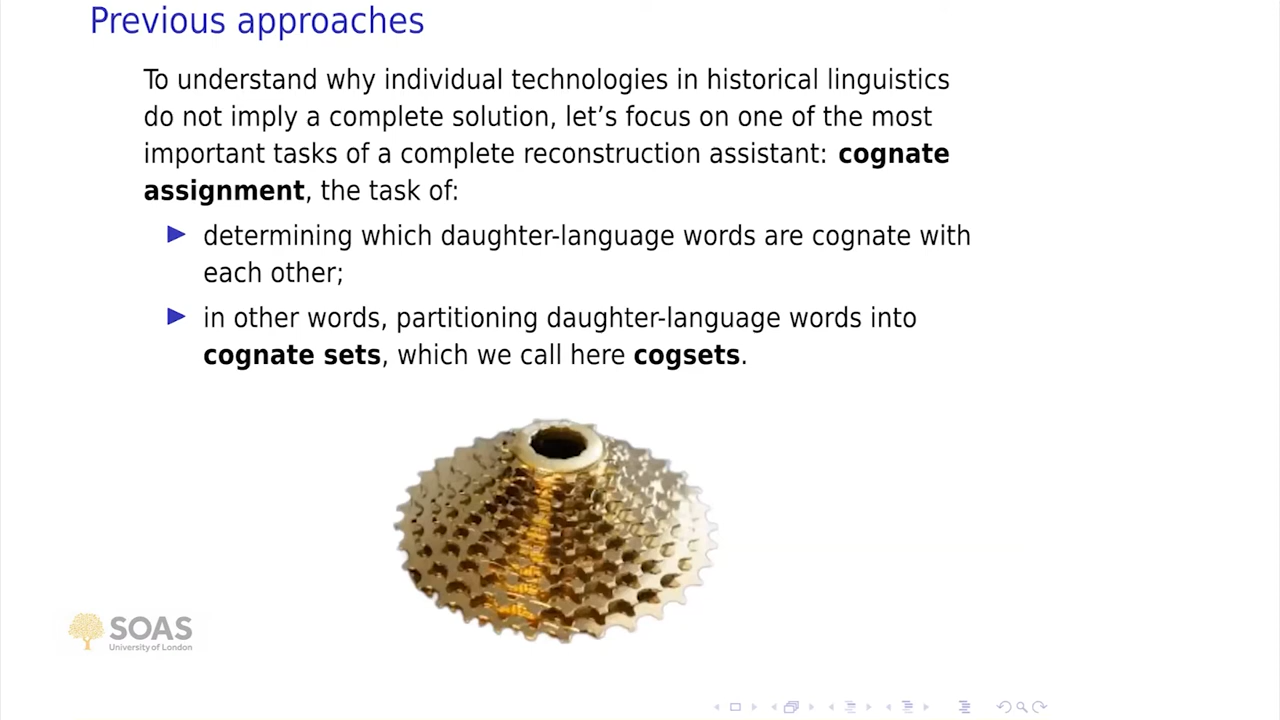 Previous approaches
To understand why individual technologies in historical linguistics
do not imply a complete solution, let’s focus on one of the most
important tasks of a complete reconstruction assistant: cognate
assignment, the task of:
determining which daughter-language words are cognate with
each other;
in other words, partitioning daughter-language words into
cognate sets, which we call here cogsets.
SOAS
University of London